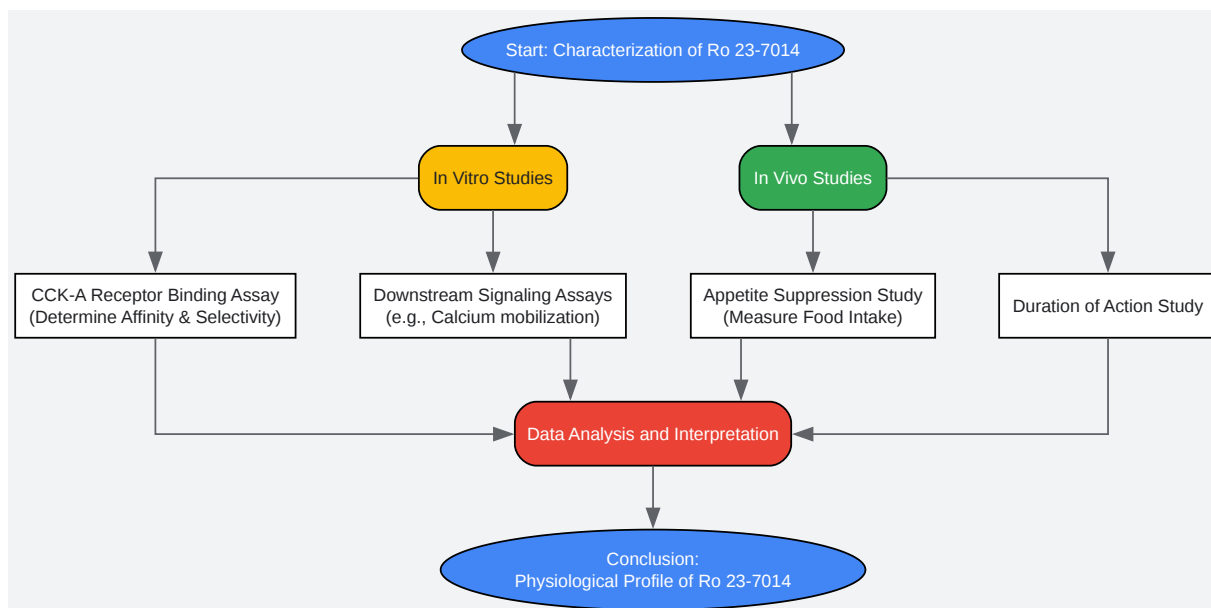 Start: Characterization of Ro 23-7014
In Vitro Studies
In Vivo Studies
CCK-A Receptor Binding Assay
(Determine Affinity & Selectivity)
Downstream Signaling Assays
(e.g., Calcium mobilization)
Appetite Suppression Study
(Measure Food Intake)
Duration of Action Study
Data Analysis and Interpretation
Conclusion:
Physiological Profile of Ro 23-7014